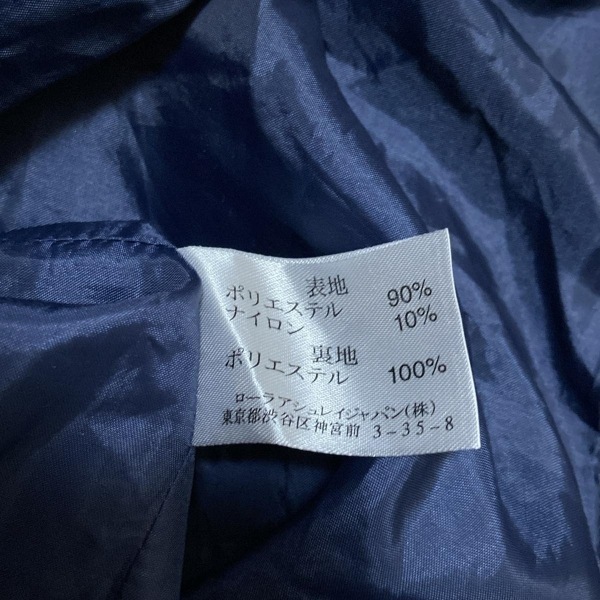 表地
ポリエステル 90%
ナイロン 10%
裏地
ポリエステル 100%
ローラアシュレイジャパン(株)
東京都渋谷区神宮前 3-35-8